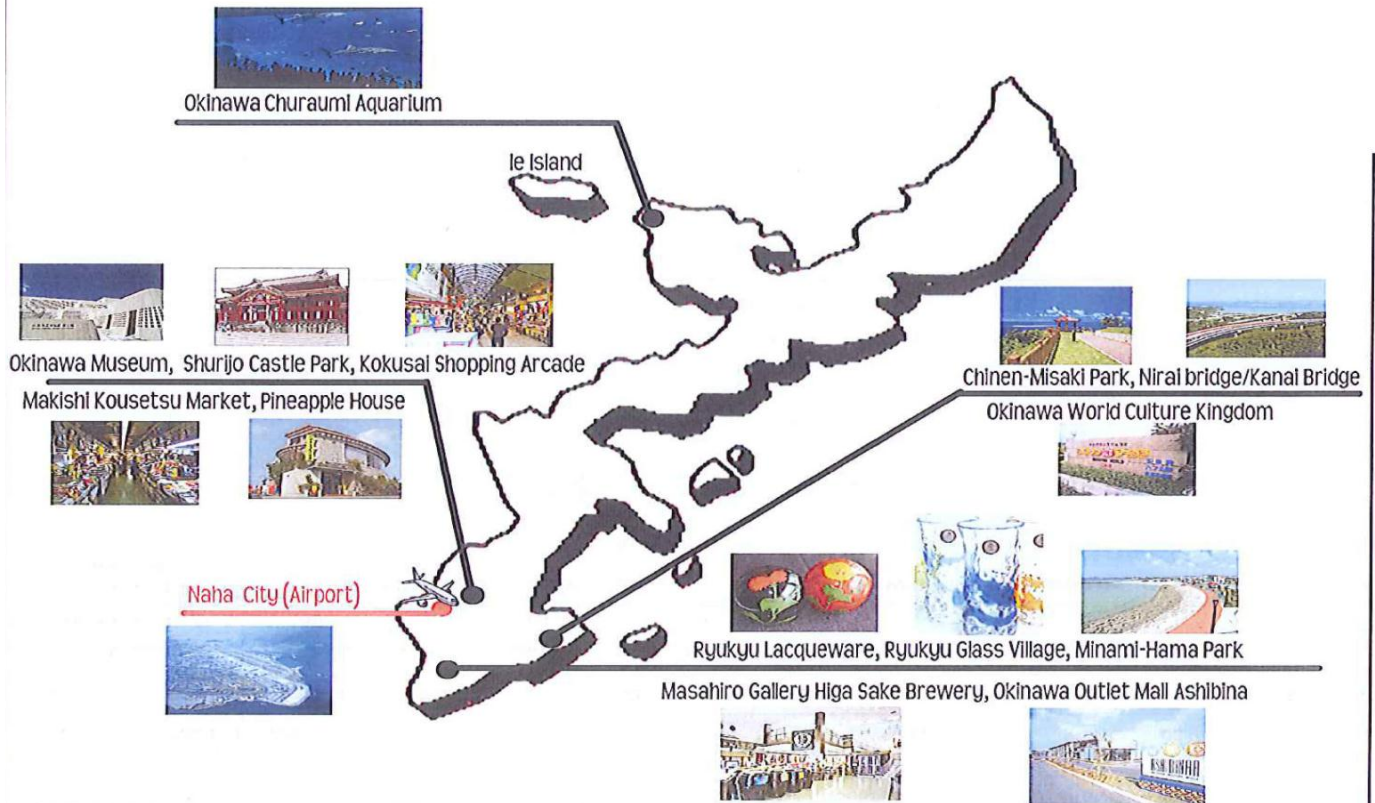 Okinawa Churaumi Aquarium
Ie Island
Okinawa Museum, Shurijo Castle Park, Kokusai Shopping Arcade
Makishi Kousetsu Market, Pineapple House
Chinen-Misaki Park, Nirai bridge/Kanai Bridge
Okinawa World Culture Kingdom
Naha City (Airport)
Ryukyu Lacqueware, Ryukyu Glass Village, Minami-Hama Park
Masahiro Gallery Higa Sake Brewery, Okinawa Outlet Mall Ashibina